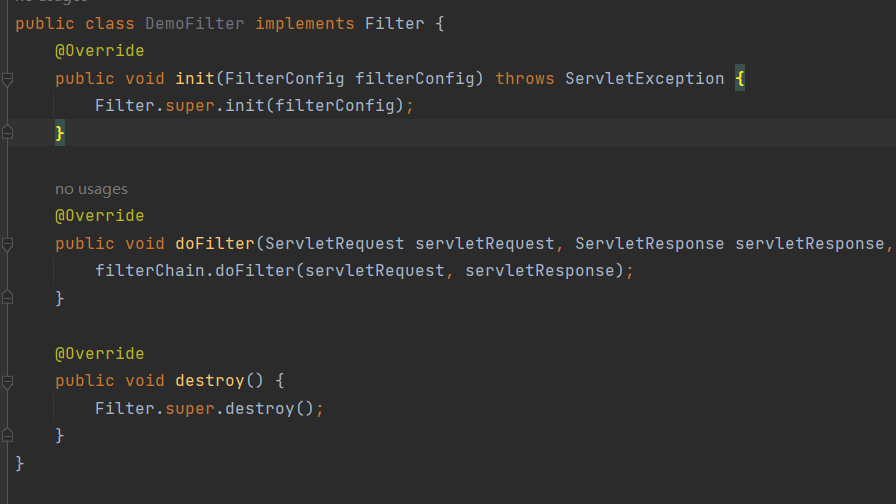 no usages
public class DemoFilter implements Filter {
@Override
public void init(FilterConfig filterConfig) throws ServletException {
Filter.super.init(filterConfig);
}
no usages
@Override
public void doFilter(ServletRequest servletRequest, ServletResponse servletResponse,
filterChain.doFilter(servletRequest, servletResponse);
}
@Override
public void destroy() {
Filter.super.destroy();
}
}